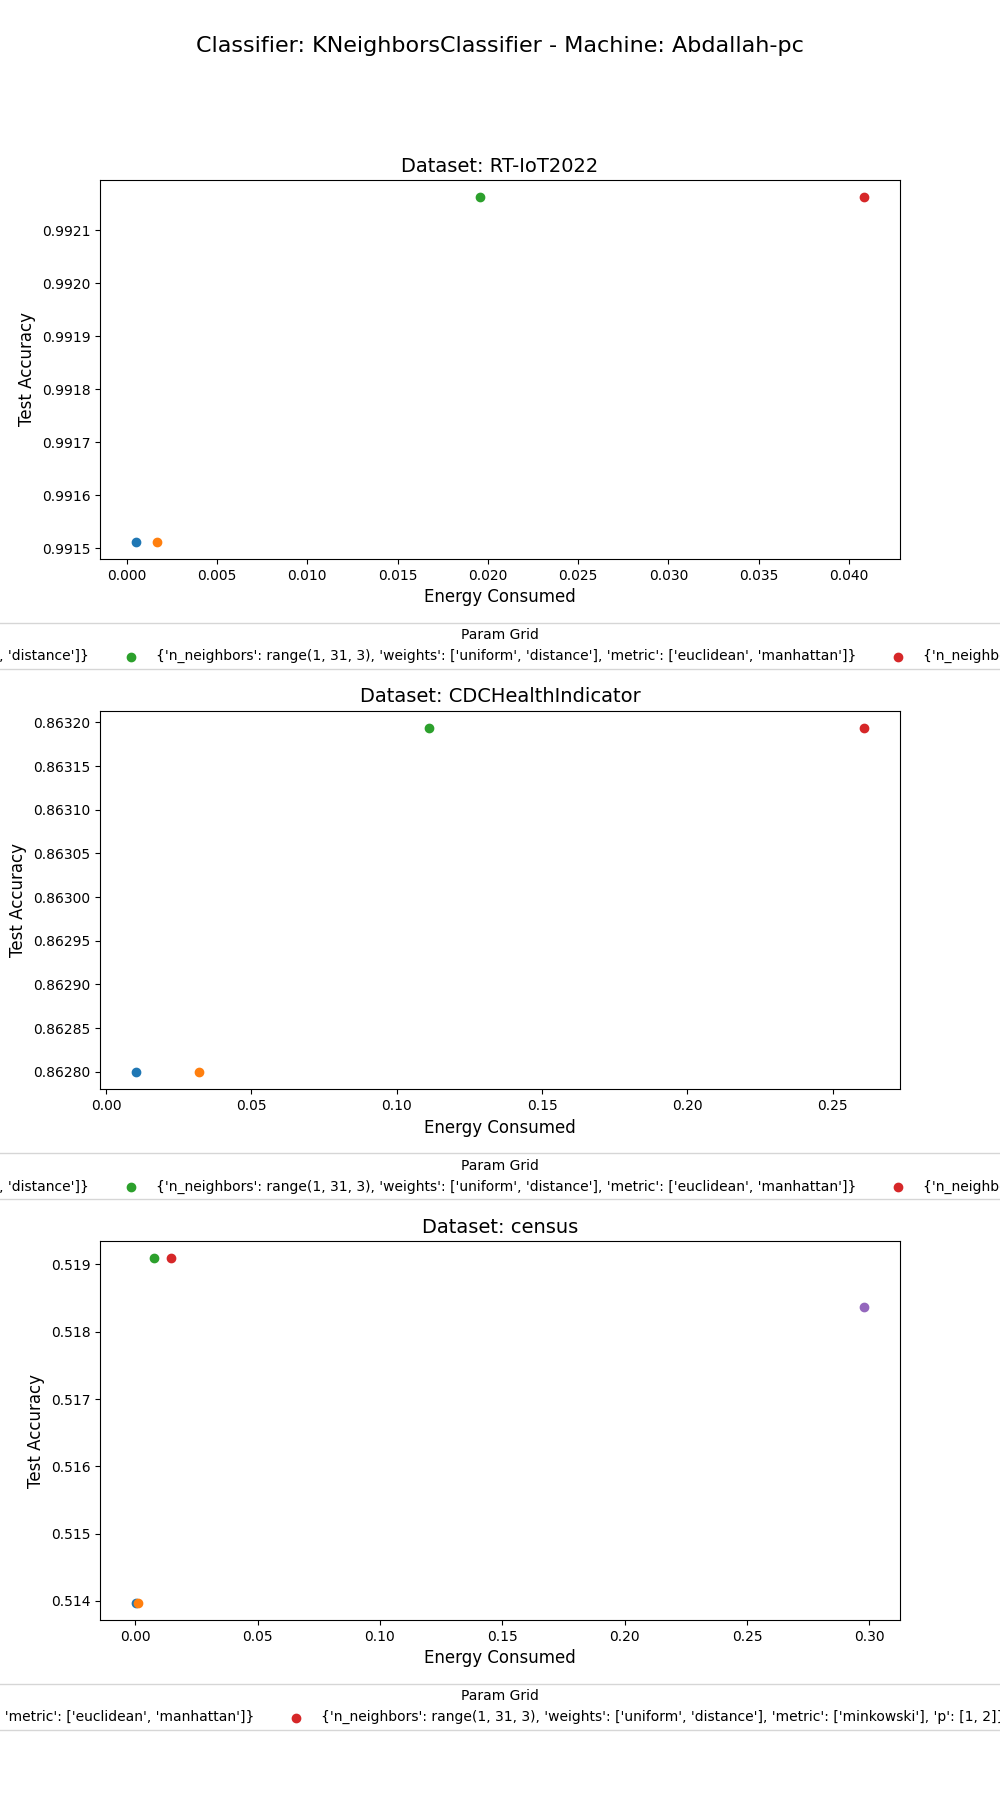 Classifier: KNeighborsClassifier - Machine: Abdallah-pc
Dataset: RT-IoT2022
0.9921
0.9920
0.9919
0.9918
0.9917
0.9916
0.9915
Test Accuracy
0.000 0.005 0.010 0.015 0.020 0.025 0.030 0.035 0.040
Energy Consumed
Param Grid
, 'distance']} {'n_neighbors': range(1, 31, 3), 'weights': ['uniform', 'distance'], 'metric': ['euclidean', 'manhattan']} {'n_neighb
Dataset: CDCHealthIndicator
0.86320
0.86315
0.86310
0.86305
0.86300
0.86295
0.86290
0.86285
0.86280
Test Accuracy
0.00 0.05 0.10 0.15 0.20 0.25
Energy Consumed
Param Grid
, 'distance']} {'n_neighbors': range(1, 31, 3), 'weights': ['uniform', 'distance'], 'metric': ['euclidean', 'manhattan']} {'n_neighb
Dataset: census
0.519
0.518
0.517
0.516
0.515
0.514
Test Accuracy
0.00 0.05 0.10 0.15 0.20 0.25 0.30
Energy Consumed
Param Grid
'metric': ['euclidean', 'manhattan']} {'n_neighbors': range(1, 31, 3), 'weights': ['uniform', 'distance'], 'metric': ['minkowski'], 'p': [1, 2]}